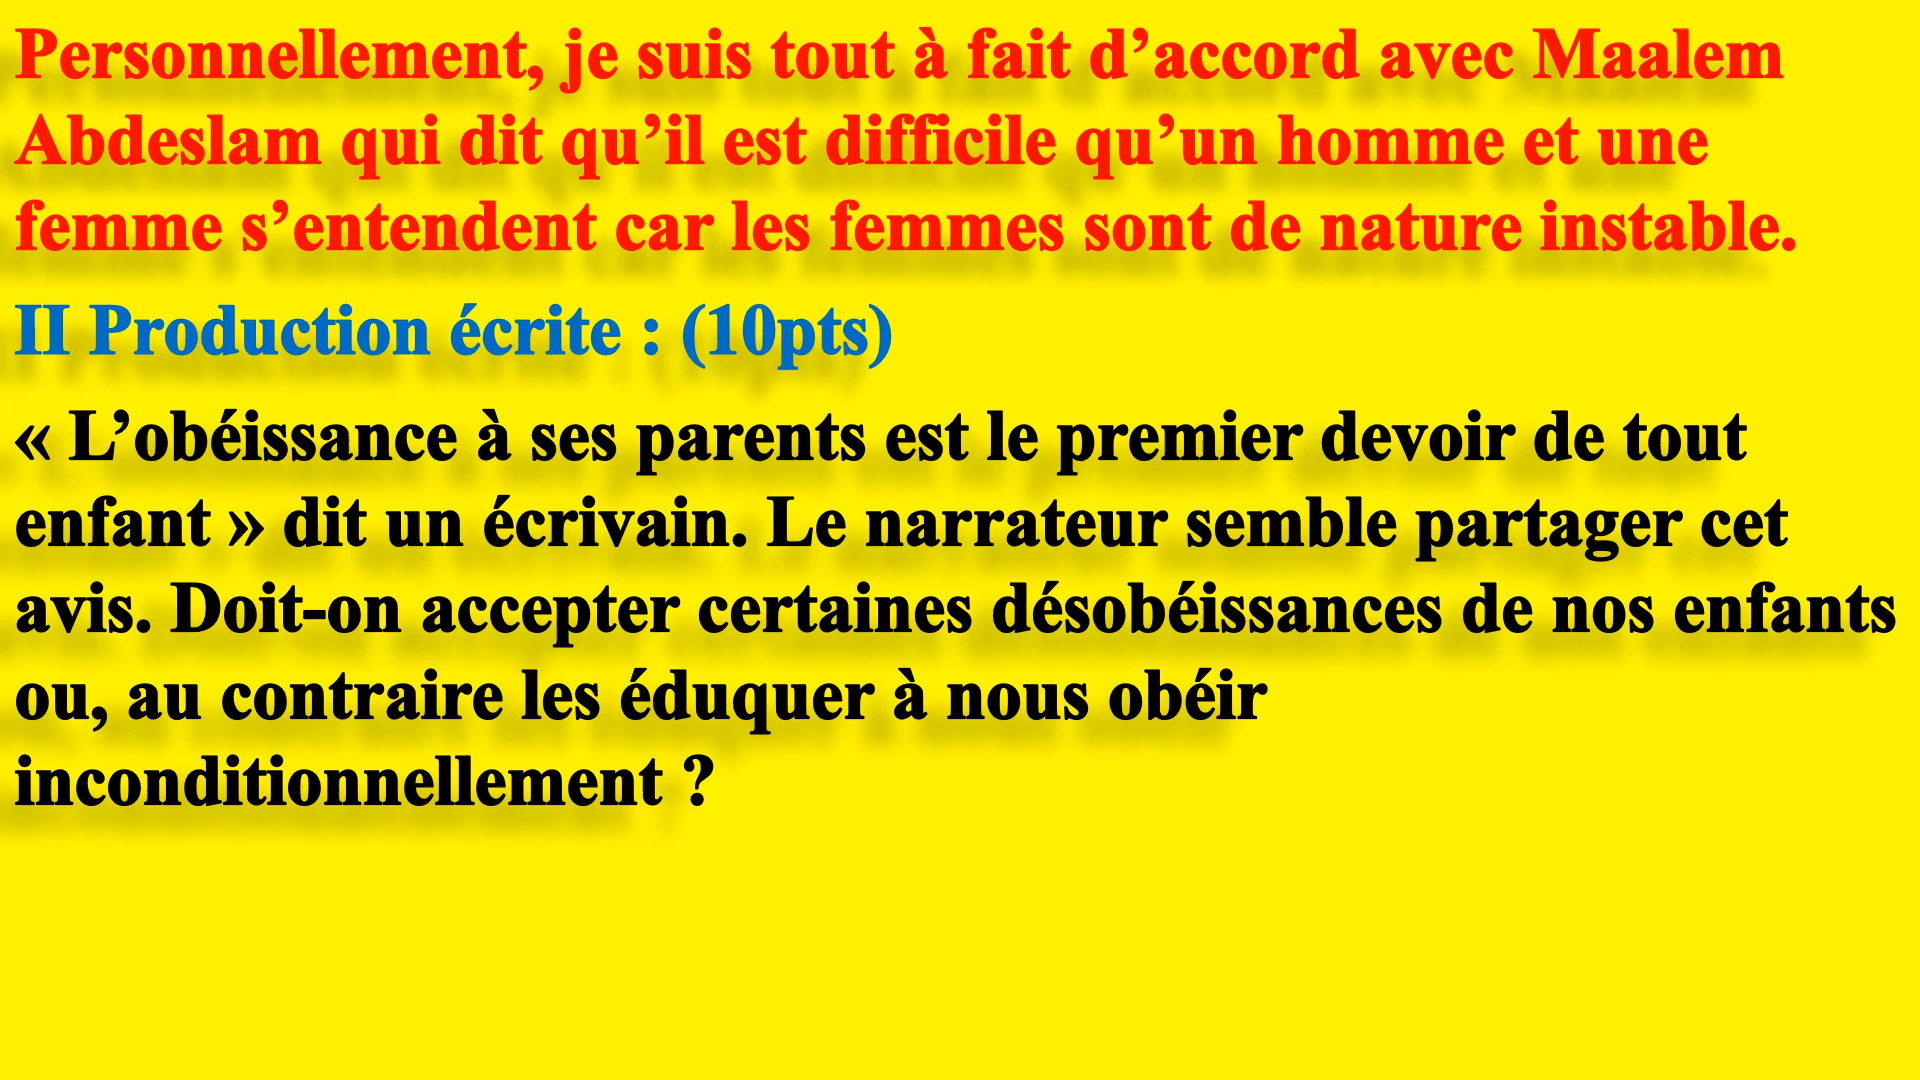 Personnellement, je suis tout à fait d’accord avec Maalem
Abdeslam qui dit qu’il est difficile qu’un homme et une
femme s’entendent car les femmes sont de nature instable.
II Production écrite : (10pts)
« L’obéissance à ses parents est le premier devoir de tout
enfant » dit un écrivain. Le narrateur semble partager cet
avis. Doit-on accepter certaines désobéissances de nos enfants
ou, au contraire les éduquer à nous obéir
inconditionnellement ?